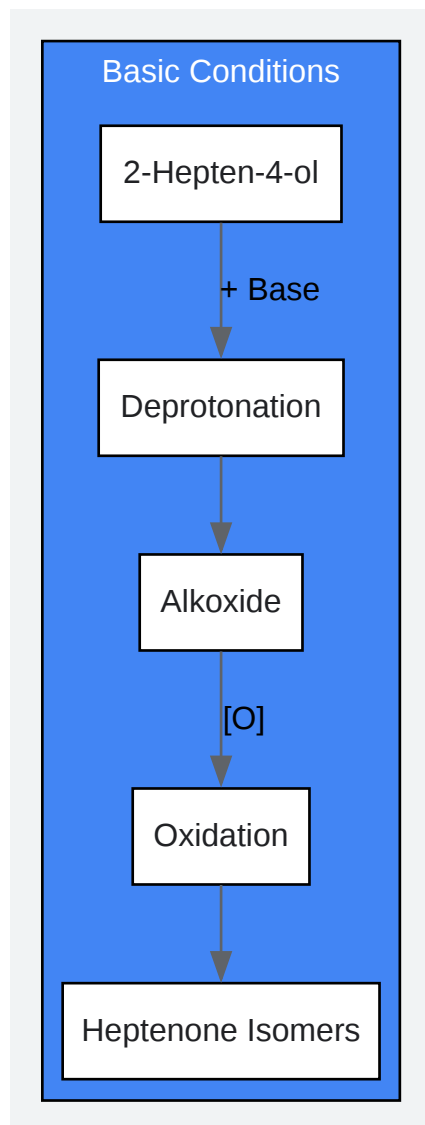 Basic Conditions
2-Hepten-4-ol
+ Base
Deprotonation
Alkoxide
[O]
Oxidation
Heptenone Isomers